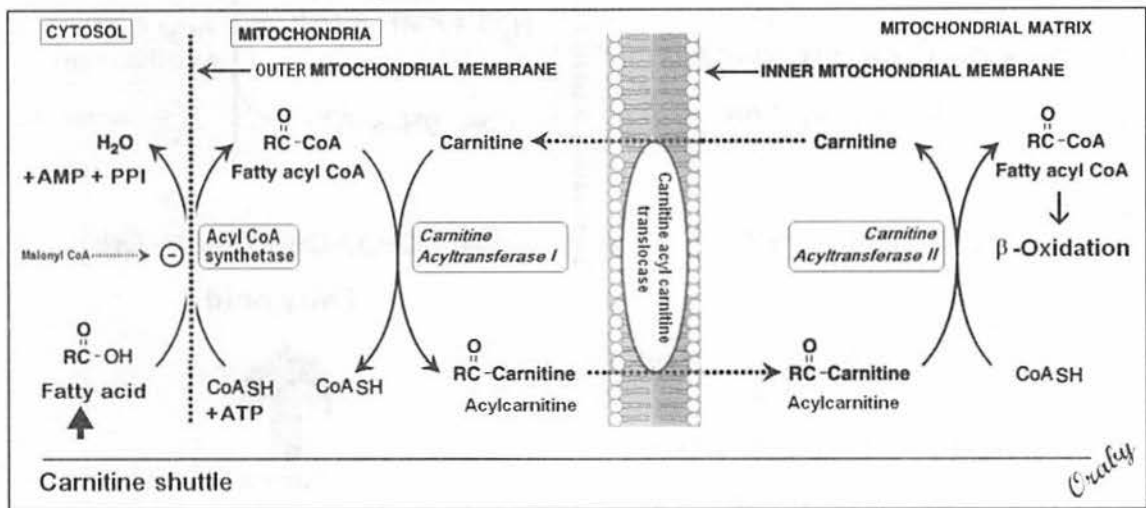 CYTOSOL
MITOCHONDRIA
MITOCHONDRIAL MATRIX
OUTER MITOCHONDRIAL MEMBRANE
INNER MITOCHONDRIAL MEMBRANE
H₂O
+AMP + PPI
O
RC-CoA
Fatty acyl CoA
Carnitine
Carnitine
O
RC-CoA
Fatty acyl CoA
Malonyl CoA
−
Acyl CoA
synthetase
Carnitine
Acyltransferase I
Carnitine acyl carnitine
translocase
Carnitine
Acyltransferase II
β-Oxidation
O
RC-OH
Fatty acid
CoASH
+ATP
CoASH
O
RC-Carnitine
Acylcarnitine
O
RC-Carnitine
Acylcarnitine
CoASH
Carnitine shuttle
Oraby